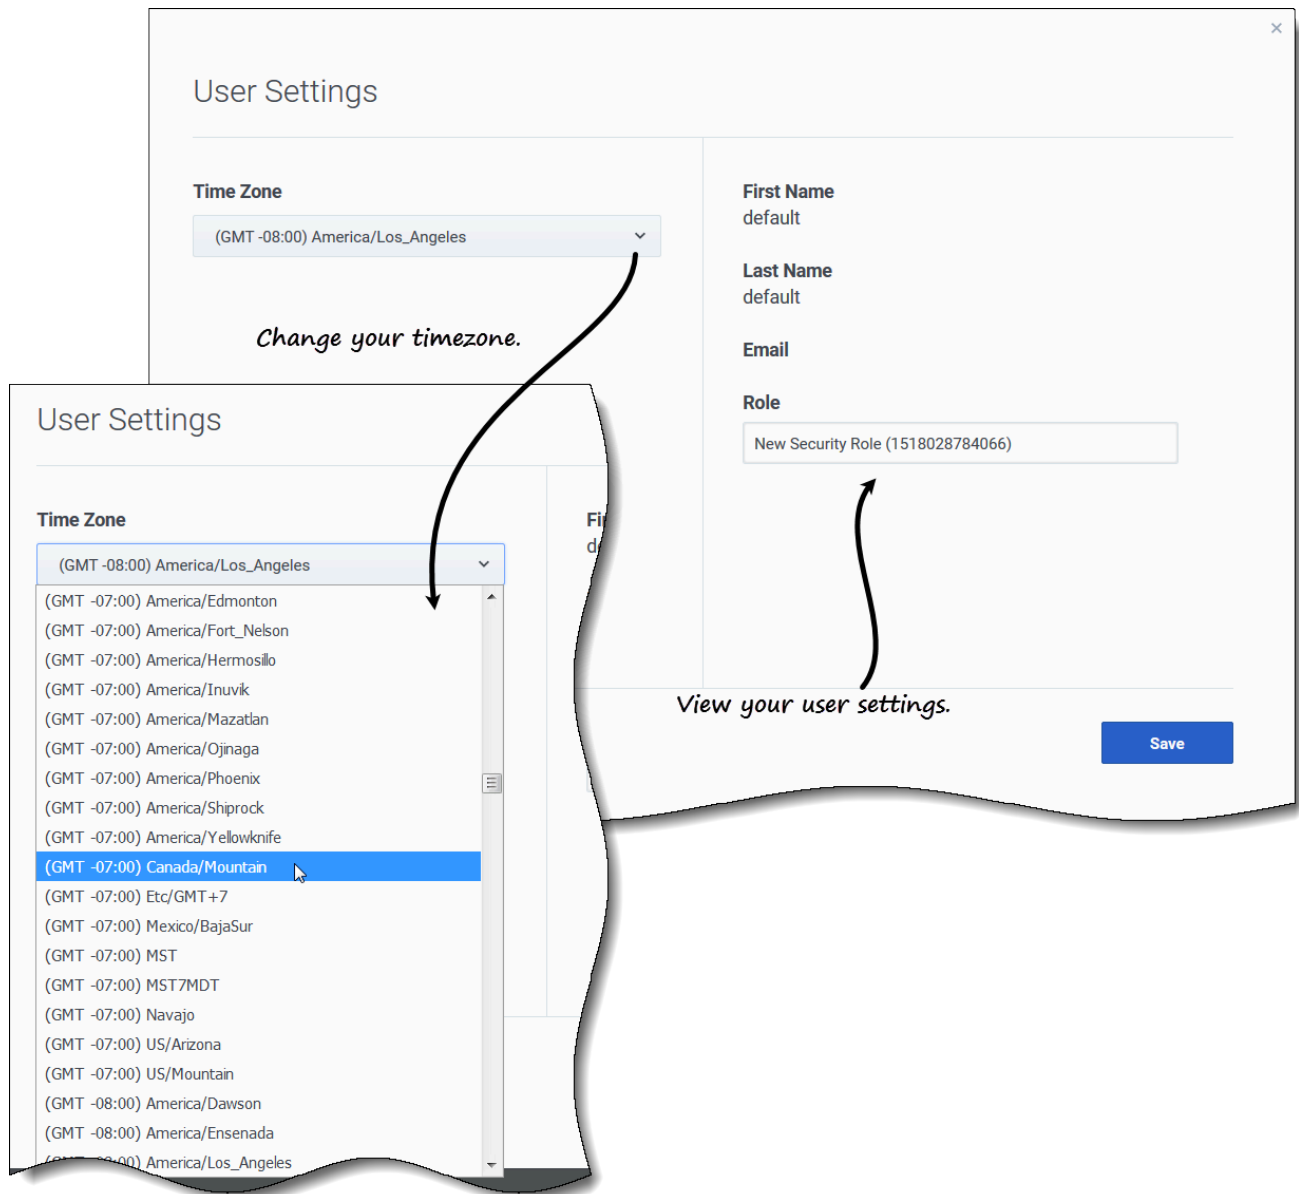 ×
User Settings
Time Zone
(GMT -08:00) America/Los_Angeles
Change your timezone.
First Name
default
Last Name
default
Email
Role
New Security Role (1518028784066)
View your user settings.
Save
User Settings
Time Zone
(GMT -08:00) America/Los_Angeles
(GMT -07:00) America/Edmonton
(GMT -07:00) America/Fort_Nelson
(GMT -07:00) America/Hermosillo
(GMT -07:00) America/Inuvik
(GMT -07:00) America/Mazatlan
(GMT -07:00) America/Ojinaga
(GMT -07:00) America/Phoenix
(GMT -07:00) America/Shiprock
(GMT -07:00) America/Yellowknife
(GMT -07:00) Canada/Mountain
(GMT -07:00) Etc/GMT+7
(GMT -07:00) Mexico/BajaSur
(GMT -07:00) MST
(GMT -07:00) MST7MDT
(GMT -07:00) Navajo
(GMT -07:00) US/Arizona
(GMT -07:00) US/Mountain
(GMT -08:00) America/Dawson
(GMT -08:00) America/Ensenada
(GMT -08:00) America/Los_Angeles